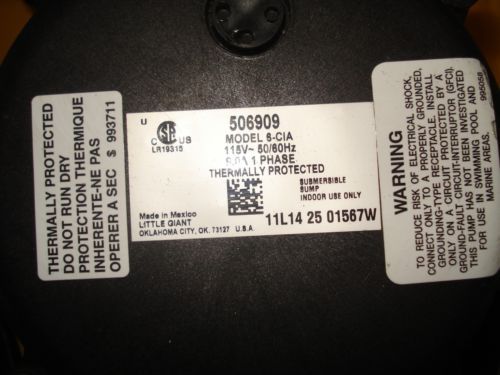 THERMALLY PROTECTED
DO NOT RUN DRY
PROTECTION THERMIQUE
INHERENTE-NE PAS
OPERER A SEC $ 993711
U
C US
LR19315
506909
MODEL 6-CIA
115V~ 50/60Hz
1 PHASE
THERMALLY PROTECTED
SUBMERSIBLE
SUMP
INDOOR USE ONLY
Made in Mexico
LITTLE GIANT
OKLAHOMA CITY, OK. 73127 U.S.A.
11L14 25 01567W
WARNING
TO REDUCE RISK OF ELECTRICAL SHOCK,
CONNECT ONLY TO A PROPERLY GROUNDED,
GROUNDING-TYPE RECEPTACLE. INSTALL
ONLY ON A CIRCUIT PROTECTED BY A
GROUND-FAULT CIRCUIT-INTERRUPTOR (GFCI).
THIS PUMP HAS NOT BEEN INVESTIGATED
FOR USE IN SWIMMING POOL AND
MARINE AREAS. 995058